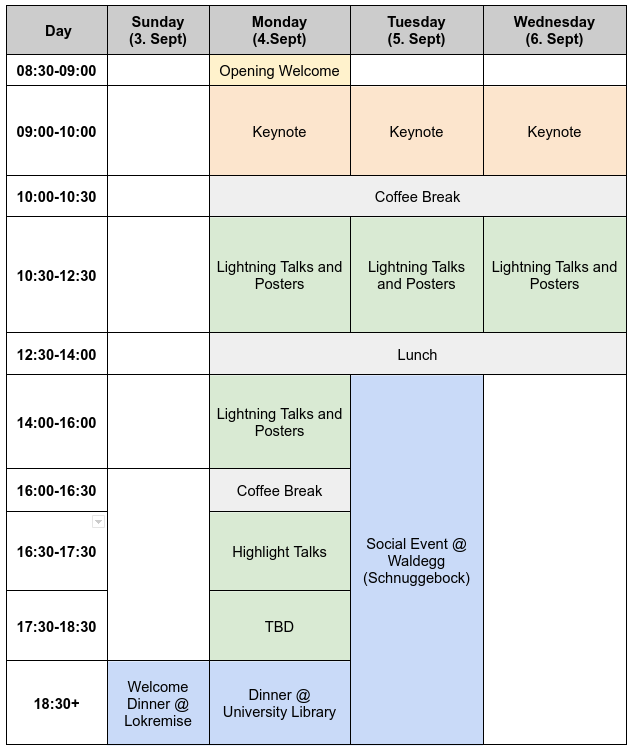 Day
Sunday
(3. Sept)
Monday
(4.Sept)
Tuesday
(5. Sept)
Wednesday
(6. Sept)
08:30-09:00
Opening Welcome
09:00-10:00
Keynote
Keynote
Keynote
10:00-10:30
Coffee Break
10:30-12:30
Lightning Talks and
Posters
Lightning Talks
and Posters
Lightning Talks and
Posters
12:30-14:00
Lunch
14:00-16:00
Lightning Talks and
Posters
16:00-16:30
Coffee Break
16:30-17:30
Highlight Talks
Social Event @
Waldegg
(Schnuggebock)
17:30-18:30
TBD
18:30+
Welcome
Dinner @
Lokremise
Dinner @
University Library